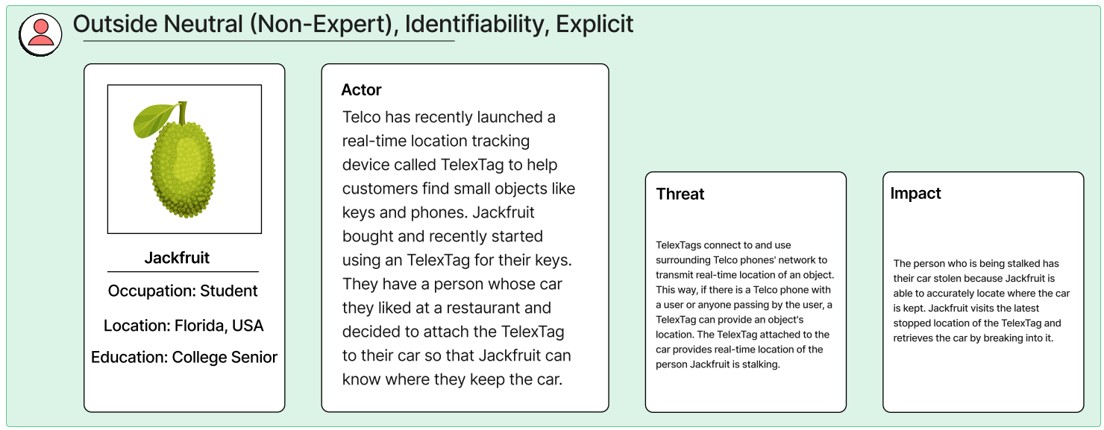 Outside Neutral (Non-Expert), Identifiability, Explicit
Jackfruit
Occupation: Student
Location: Florida, USA
Education: College Senior
Actor
Telco has recently launched a
real-time location tracking
device called TelexTag to help
customers find small objects like
keys and phones. Jackfruit
bought and recently started
using an TelexTag for their keys.
They have a person whose car
they liked at a restaurant and
decided to attach the TelexTag
to their car so that Jackfruit can
know where they keep the car.
Threat
TelexTags connect to and use
surrounding Telco phones' network to
transmit real-time location of an object.
This way, if there is a Telco phone with
a user or anyone passing by the user, a
TelexTag can provide an object's
location. The TelexTag attached to the
car provides real-time location of the
person Jackfruit is stalking.
Impact
The person who is being stalked has
their car stolen because Jackfruit is
able to accurately locate where the car
is kept. Jackfruit visits the latest
stopped location of the TelexTag and
retrieves the car by breaking into it.